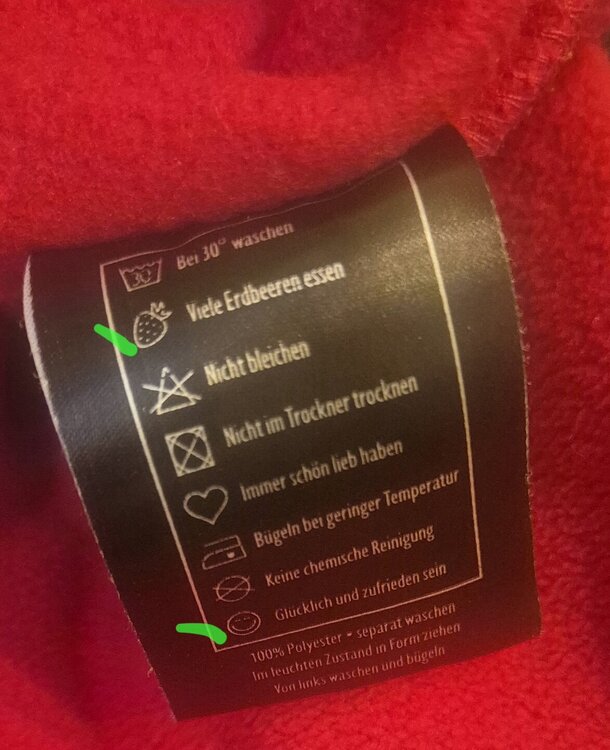 30
Bei 30° waschen
Viele Erdbeeren essen
Nicht bleichen
Nicht im Trockner trocknen
Immer schön lieb haben
Bügeln bei geringer Temperatur
Keine chemische Reinigung
Glücklich und zufrieden sein
100% Polyester • separat waschen
Im feuchten Zustand in Form ziehen
Von links waschen und bügeln